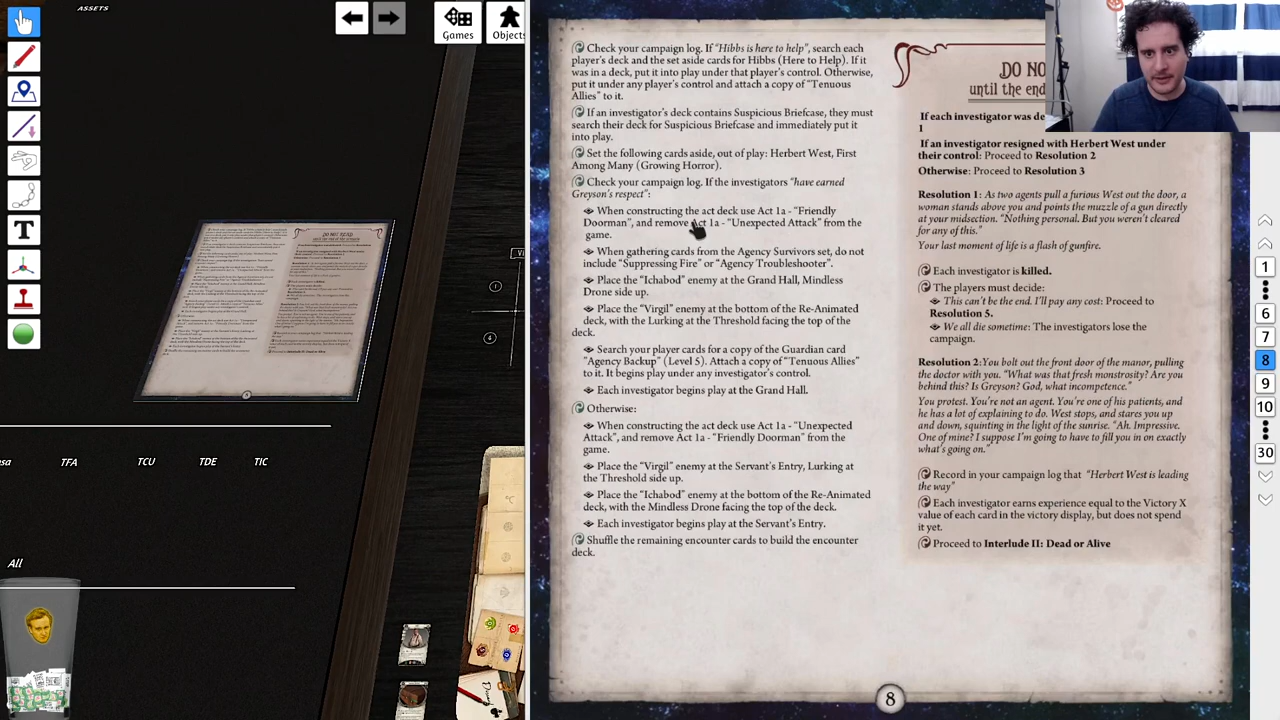 ASSETS
Games
Objects
TFA
TCU
TDE
TIC
All
Check your campaign log. If "Hibbs is here to help", search each
player's deck and the set aside cards for Hibbs (Here to Help). If it
was in a deck, put it into play under that player's control. Otherwise,
put it under any player's control and attach a copy of "Tenuous
Allies" to it.
If an investigator's deck contains Suspicious Briefcase, they must
search their deck for Suspicious Briefcase and immediately put it
into play.
Set the following cards aside, out of play: Herbert West, First
Among Many (Growing Horror).
Check your campaign log. If the investigators "have earned
Greyson's respect":
When constructing the act deck use Act 1a - "Friendly
Doorman", and remove Act 1a - "Unexpected Attack" from the
game.
When gathering the
set, do not
include "Suppressing Fire" or "Agency Troubleshooter".
Place the "Ichabod" enemy at the Grand Hall, Mindless
Drone side up.
Place the "Virgil" enemy at the bottom of the Re-Animated
deck, with the Lurking at the Threshold facing the top of the
deck.
Search your player cards for a copy of the Guardian card
"Agency Backup" (Level 5). Attach a copy of "Tenuous Allies"
to it. It begins play under any investigator's control.
Each investigator begins play at the Grand Hall.
Otherwise:
When constructing the act deck use Act 1a - "Unexpected
Attack", and remove Act 1a - "Friendly Doorman" from the
game.
Place the "Virgil" enemy at the Servant's Entry, Lurking at
the Threshold side up.
Place the "Ichabod" enemy at the bottom of the Re-Animated
deck, with the Mindless Drone facing the top of the deck.
Each investigator begins play at the Servant's Entry.
Shuffle the remaining encounter cards to build the encounter
deck.
DO NO
until the end
If each investigator was de
1
If an investigator resigned with Herbert West under
their control: Proceed to Resolution 2
Otherwise: Proceed to Resolution 3
Resolution 1: As two agents pull a furious West out the door, a
woman stands above you and points the muzzle of a gun directly
at your midsection. "Nothing personal. But you weren't cleared
for any of this."
Your last moment of life is a flash of gunfire.
Each investigator is killed.
The players must decide:
This can't be the end. I'll pay any cost: Proceed to
Resolution 5.
We all die sometime: The investigators lose the
campaign.
Resolution 2: You bolt out the front door of the manor, pulling
the doctor with you. "What was that fresh monstrosity? Are you
behind this? Is Greyson? God, what incompetence."
You protest. You're not an agent. You're one of his patients, and
he has a lot of explaining to do. West stops, and stares you up
and down, squinting in the light of the sunrise. "Ah. Impressive.
One of mine? I suppose I'm going to have to fill you in on exactly
what's going on."
Record in your campaign log that "Herbert West is leading
the way"
Each investigator earns experience equal to the Victory X
value of each card in the victory display, but does not spend
it yet.
Proceed to Interlude II: Dead or Alive
8
1
6
7
8
9
10
30